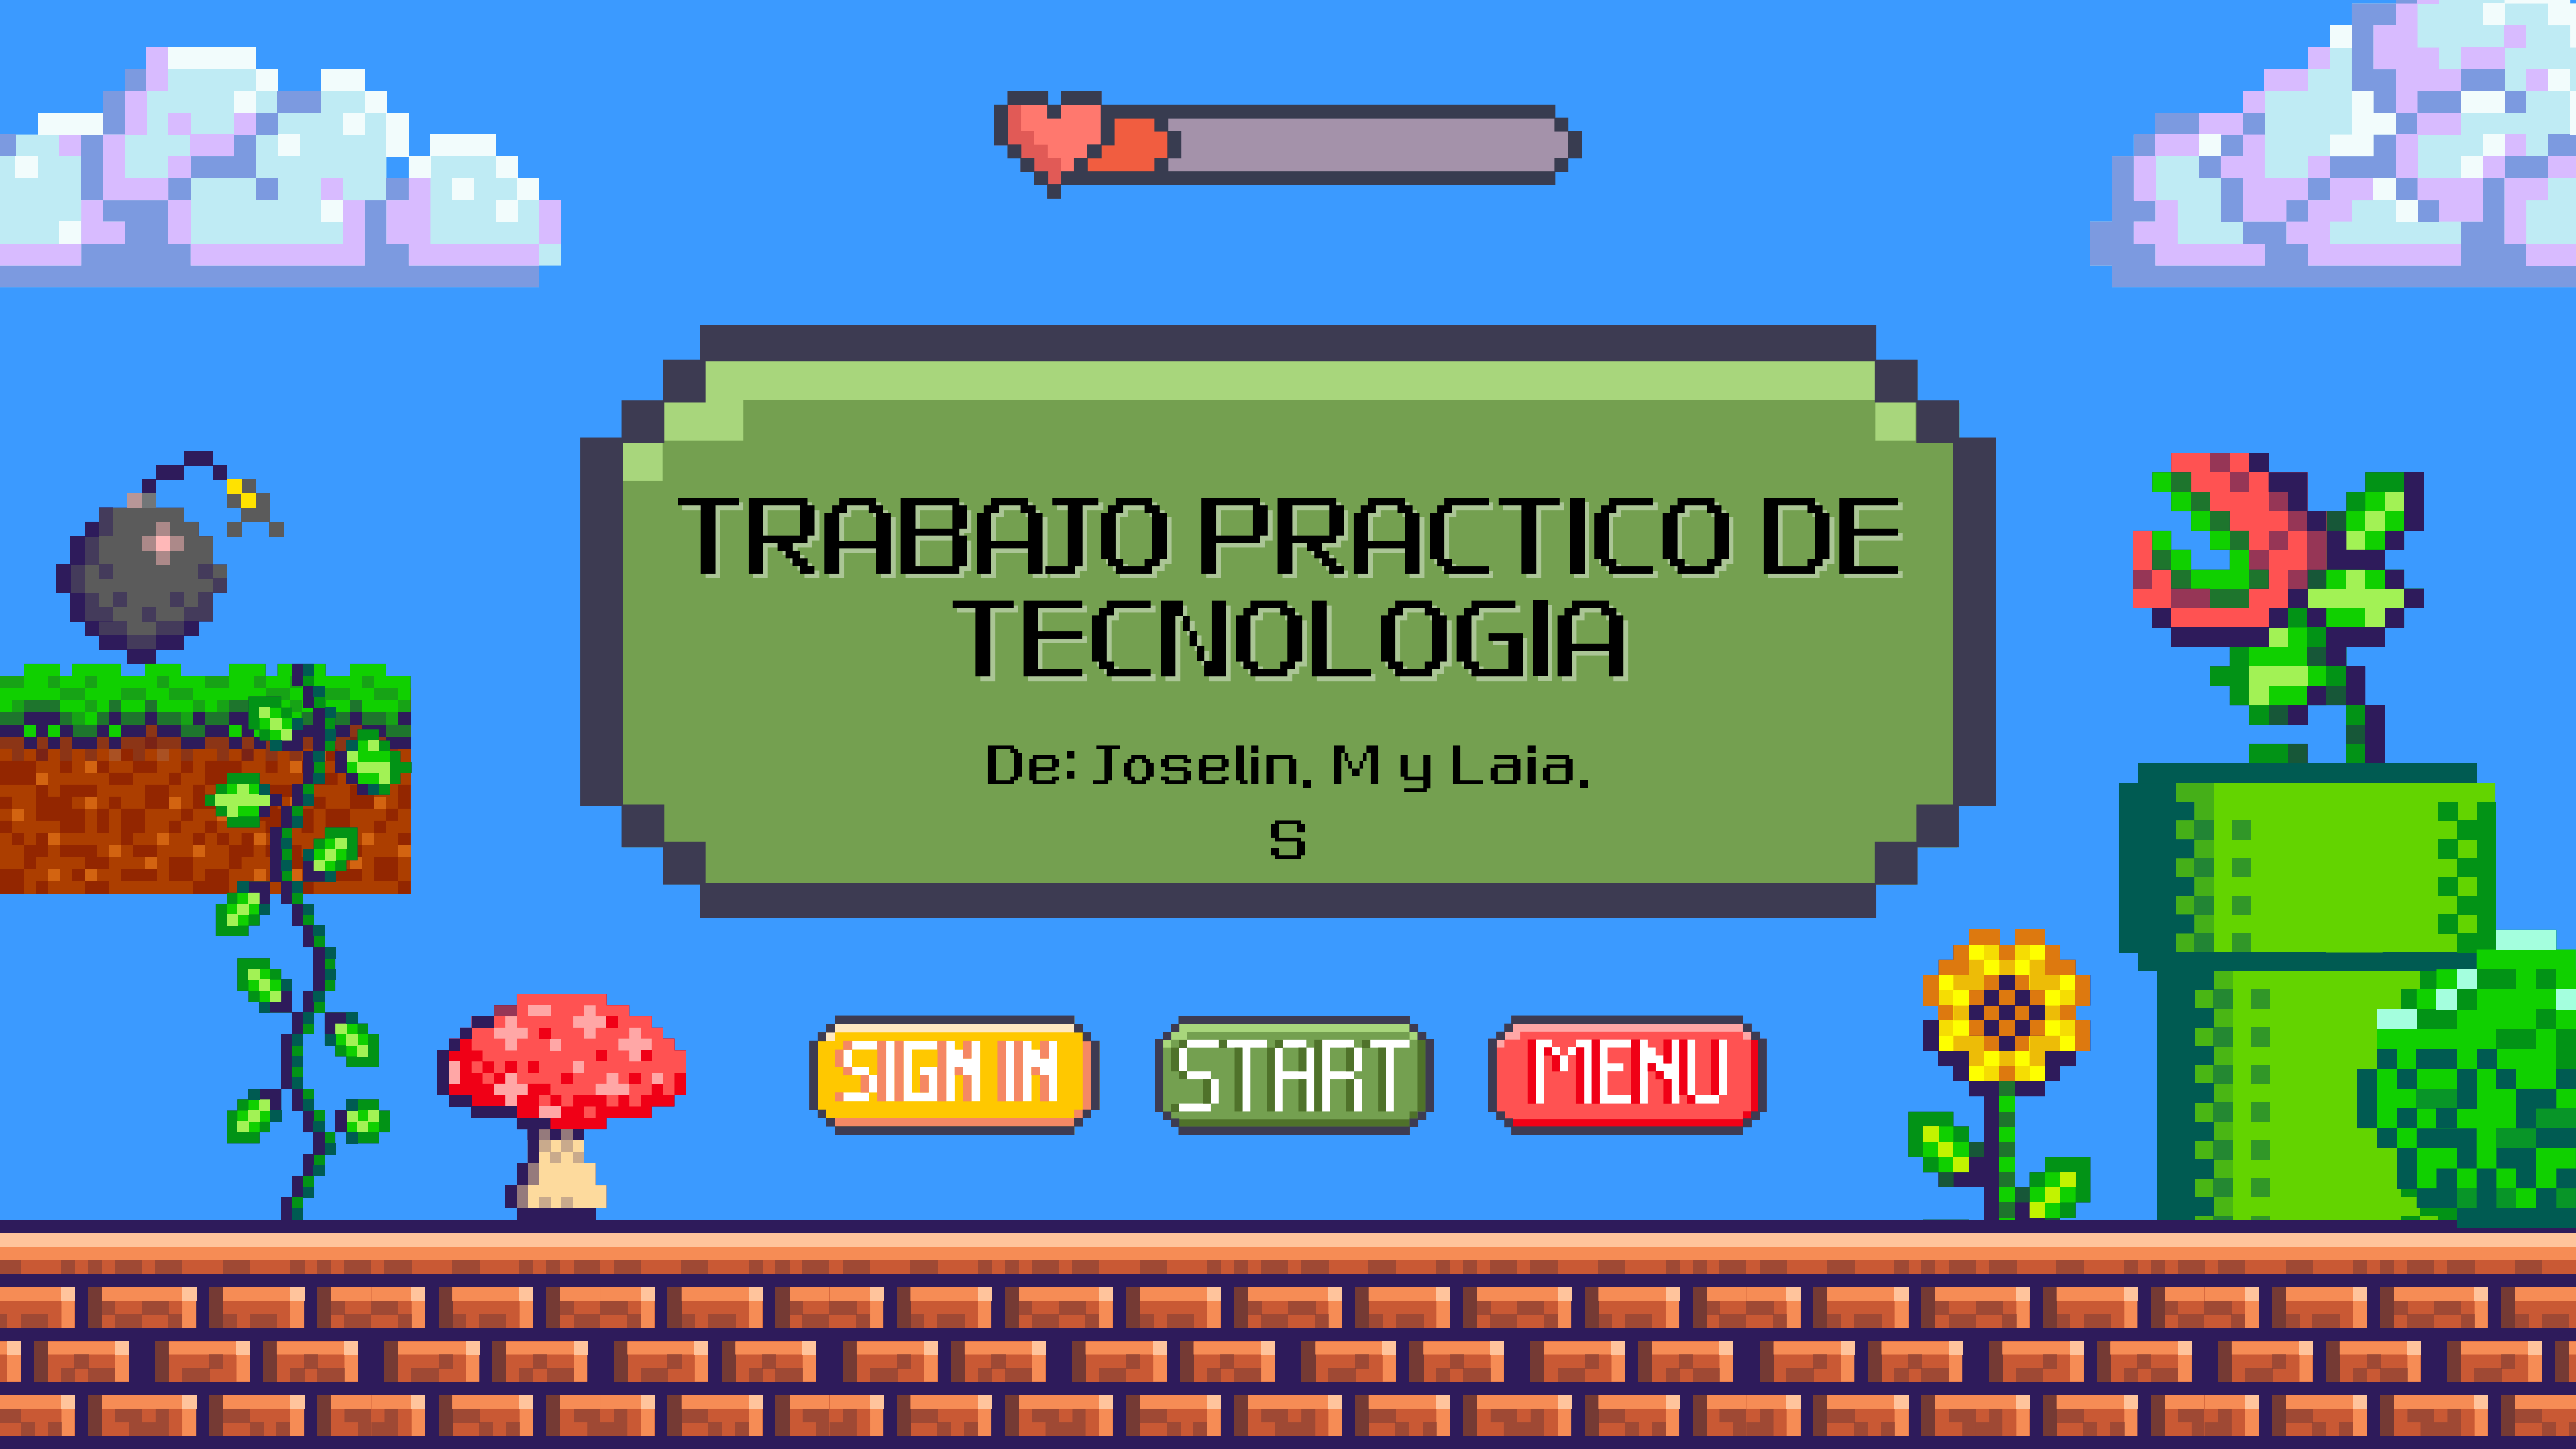 TRABAJO PRACTICO DE
TECNOLOGIA
De: Joselin. M y Laia.
S
SIGN IN
START
MENU